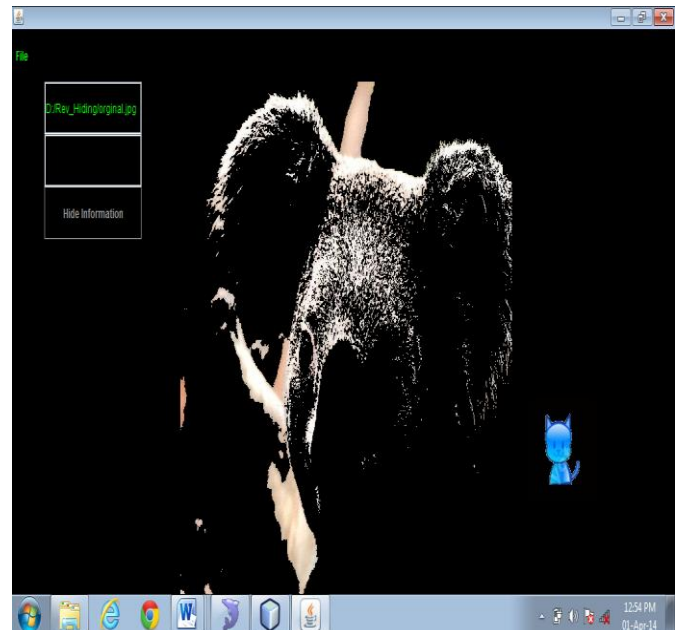 File
D:/Rev_Hiding/orginal.jpg
Hide Information
12:54 PM
01-Apr-14